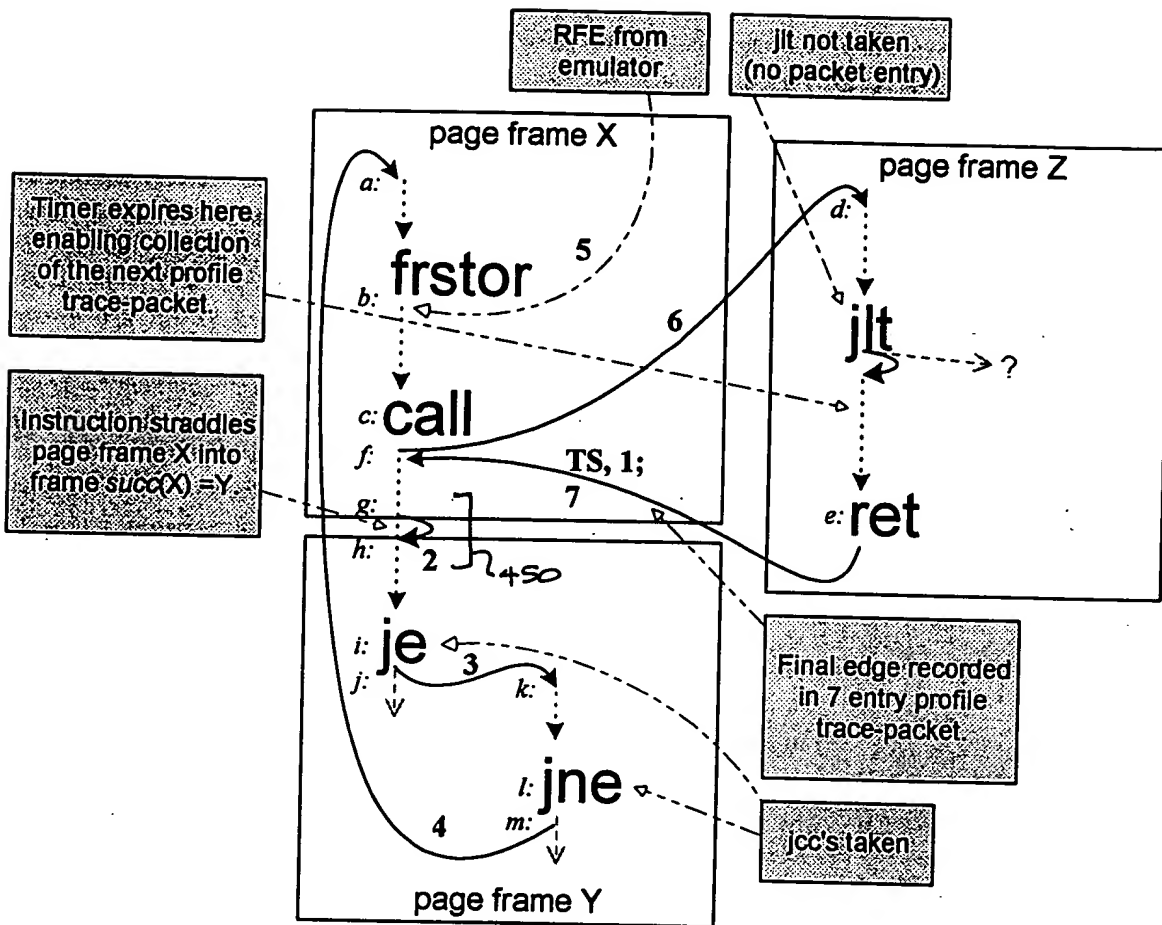 RFE from
emulator
jlt not taken
(no packet entry)
page frame X
page frame Z
a:
d:
Timer expires here
enabling collection
of the next profile
trace-packet.
frstor
5
b:
6
jlt
?
Instruction straddles
page frame X into
frame succ(X) =Y.
c: call
f:
TS, 1;
7
g:
e: ret
h:
2
450
i: je
3
j:
k:
Final edge recorded
in 7 entry profile
trace-packet.
l: jne
4
m:
jcc's taken
page frame Y